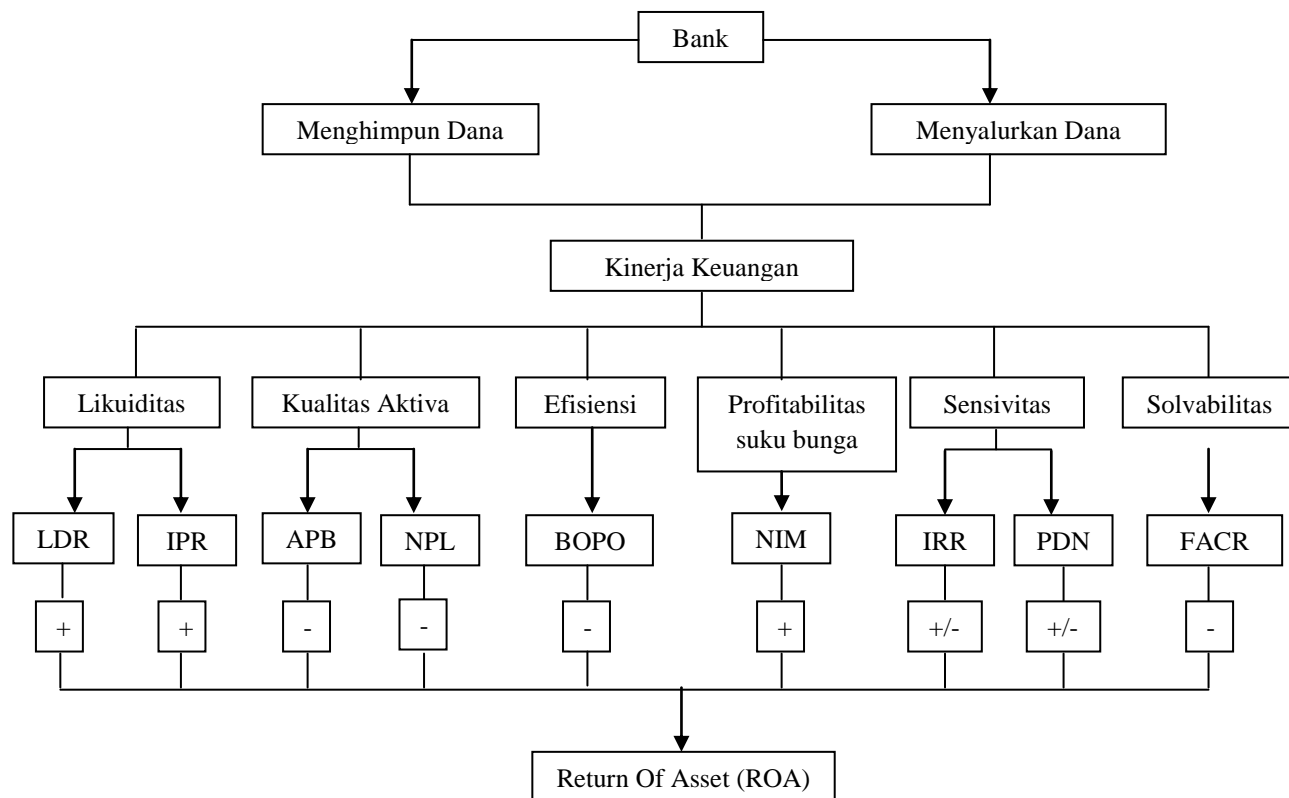 Bank
Menghimpun Dana
Menyalurkan Dana
Kinerja Keuangan
Likuiditas
Kualitas Aktiva
Efisiensi
Profitabilitas
suku bunga
Sensivitas
Solvabilitas
LDR
IPR
APB
NPL
BOPO
NIM
IRR
PDN
FACR
+
+
-
-
-
+
+/-
+/-
-
Return Of Asset (ROA)